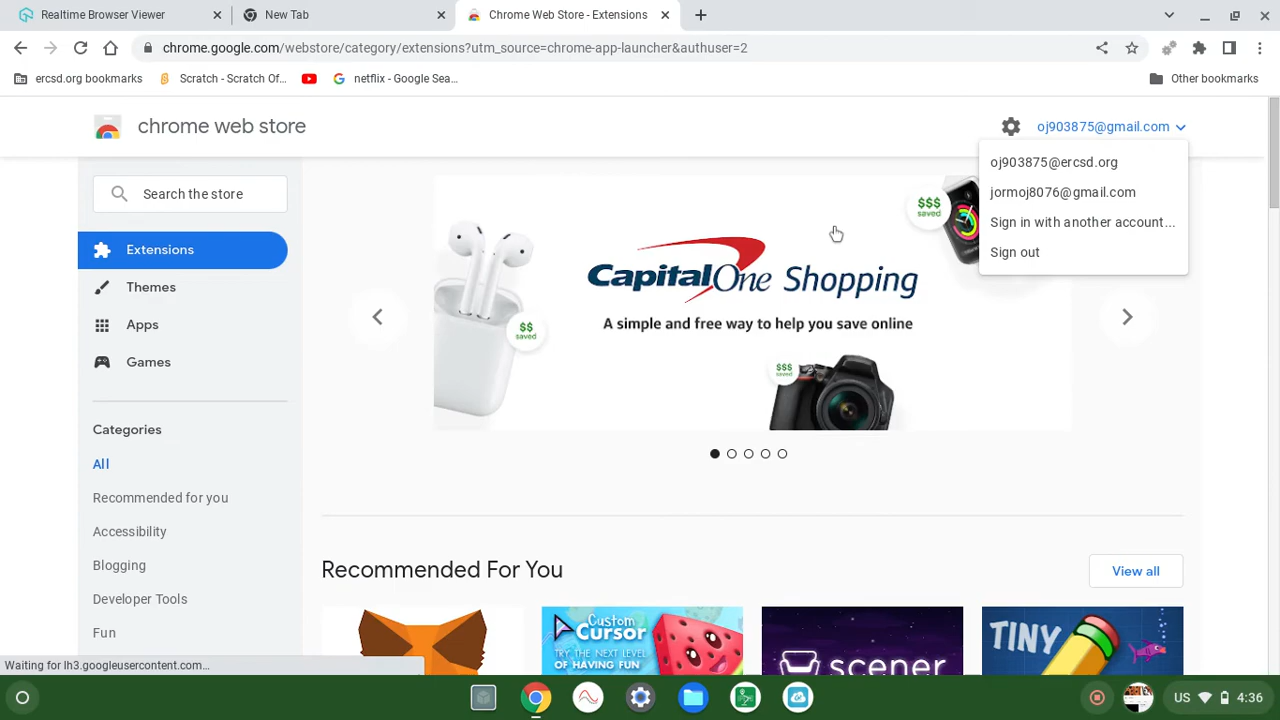 Realtime Browser Viewer
New Tab
Chrome Web Store - Extensions
chrome.google.com/webstore/category/extensions?utm_source=chrome-app-launcher&authuser=2
ercsd.org bookmarks
Scratch - Scratch Of...
netflix - Google Sea...
Other bookmarks
chrome web store
oj903875@gmail.com
oj903875@ercsd.org
jormoj8076@gmail.com
Sign in with another account...
Sign out
Search the store
Extensions
Themes
Apps
Games
Categories
All
Recommended for you
Accessibility
Blogging
Developer Tools
Fun
$$$
saved
CapitalOne Shopping
A simple and free way to help you save online
$$
saved
$$$
saved
Recommended For You
View all
Custom
Cursor
TRY THE NEXT LEVEL
OF HAVING FUN
scener
TINY
Waiting for lh3.googleusercontent.com...
US
4:36